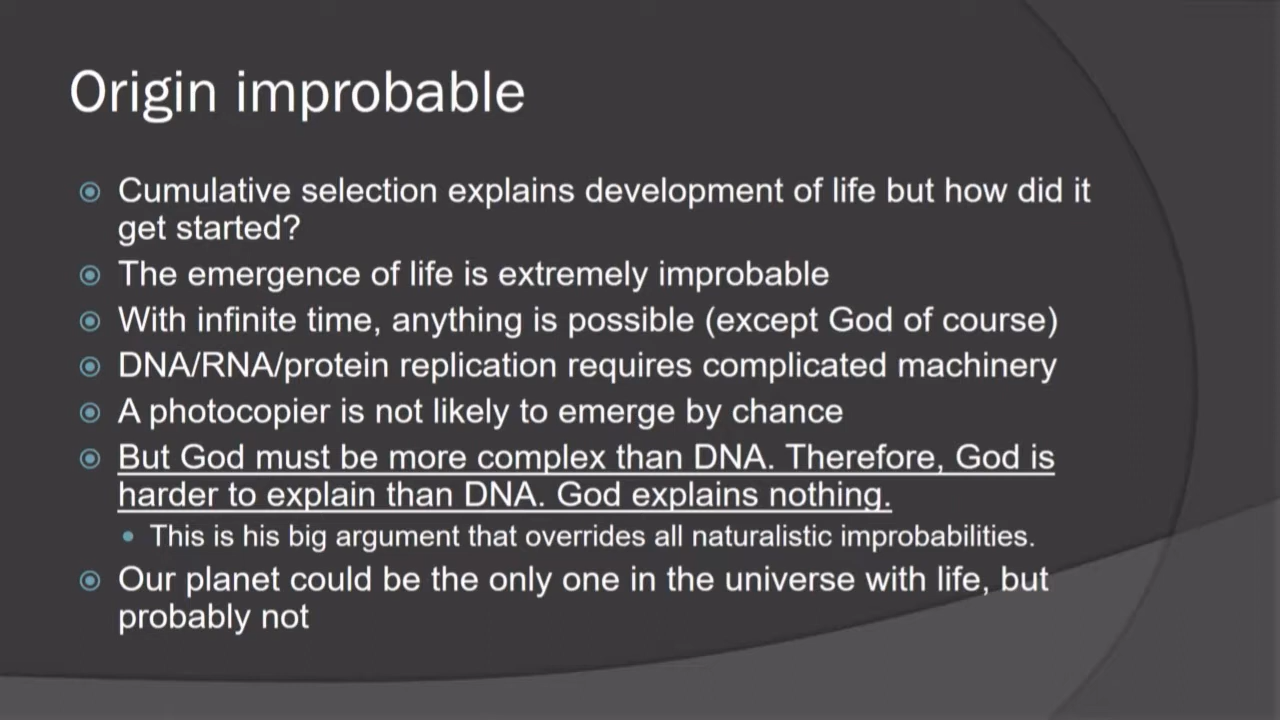 Origin improbable
Cumulative selection explains development of life but how did it
get started?
The emergence of life is extremely improbable
With infinite time, anything is possible (except God of course)
DNA/RNA/protein replication requires complicated machinery
A photocopier is not likely to emerge by chance
But God must be more complex than DNA. Therefore, God is
harder to explain than DNA. God explains nothing.
This is his big argument that overrides all naturalistic improbabilities.
Our planet could be the only one in the universe with life, but
probably not